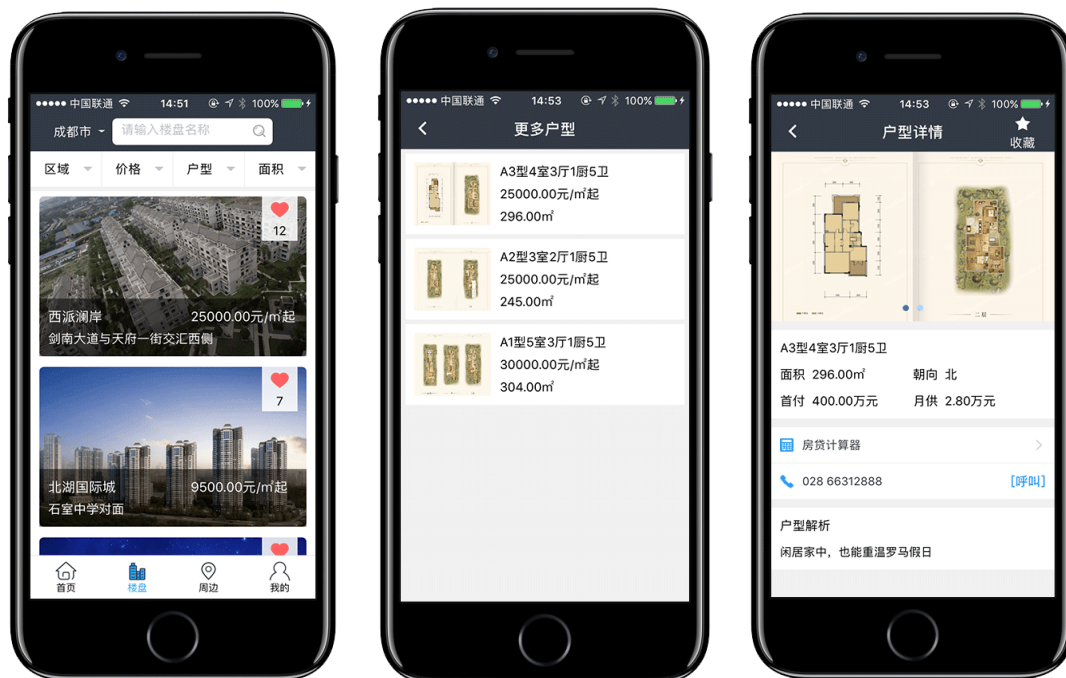 中国联通 14:51 100%
成都市 请输入楼盘名称
区域 价格 户型 面积
12
西派澜岸 25000.00元/㎡起
剑南大道与天府一街交汇西侧
7
北湖国际城 9500.00元/㎡起
石室中学对面
首页 楼盘 周边 我的
中国联通 14:53 100%
更多户型
A3型4室3厅1厨5卫
25000.00元/㎡起
296.00㎡
A2型3室2厅1厨5卫
25000.00元/㎡起
245.00㎡
A1型5室3厅1厨5卫
30000.00元/㎡起
304.00㎡
中国联通 14:53 100%
户型详情 收藏
二层
A3型4室3厅1厨5卫
面积 296.00㎡ 朝向 北
首付 400.00万元 月供 2.80万元
房贷计算器
028 66312888 [呼叫]
户型解析
闲居家中，也能重温罗马假日